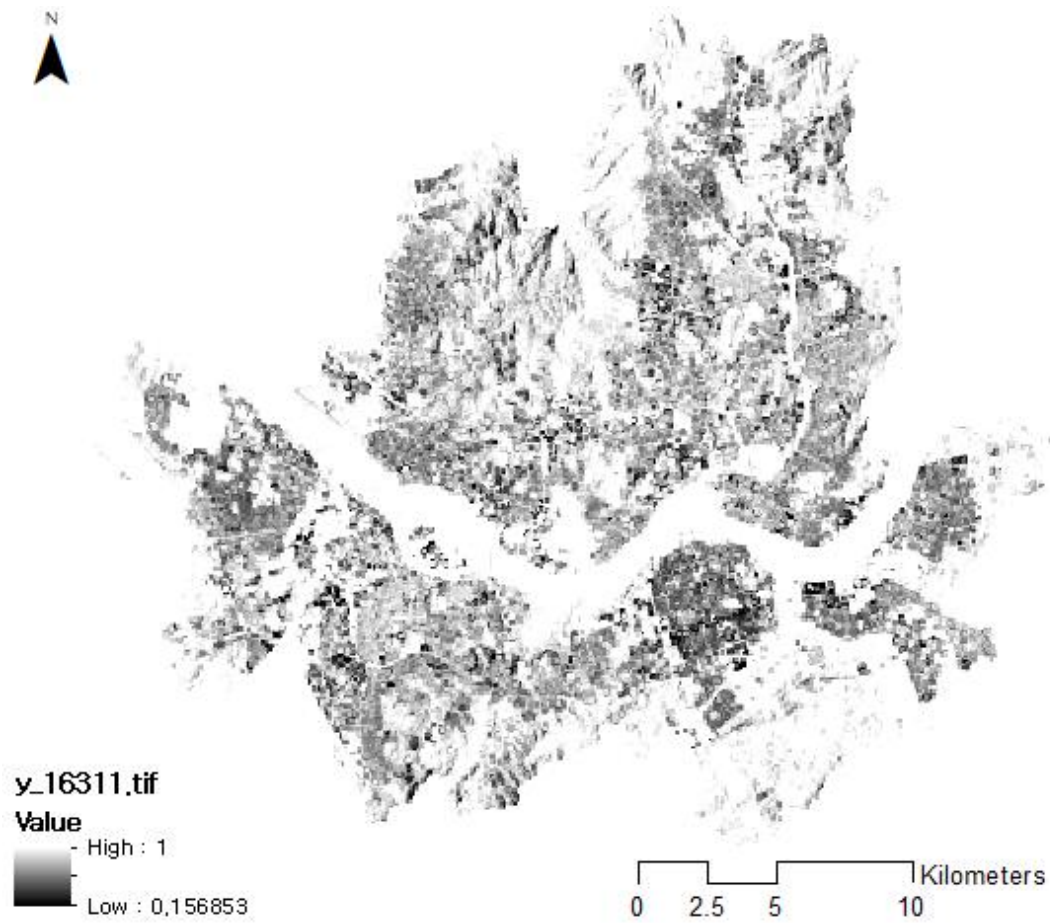 N
y_16311.tif
Value
High : 1
Low : 0,156853
Kilometers
0 2.5 5 10